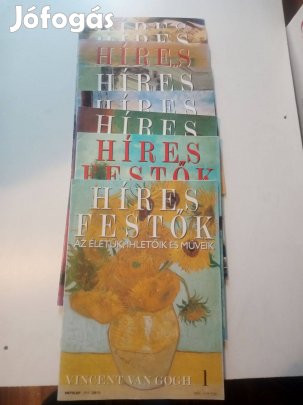 Jófogás
HÍRES
HÍRES
HÍRES
HÍRES
HÍRES
HÍRES
HÍRES
FESTŐK
HÍRES
FESTŐK
AZ ÉLETÜK, IHLETŐIK ÉS MŰVEIK
VINCENT VAN GOGH 1